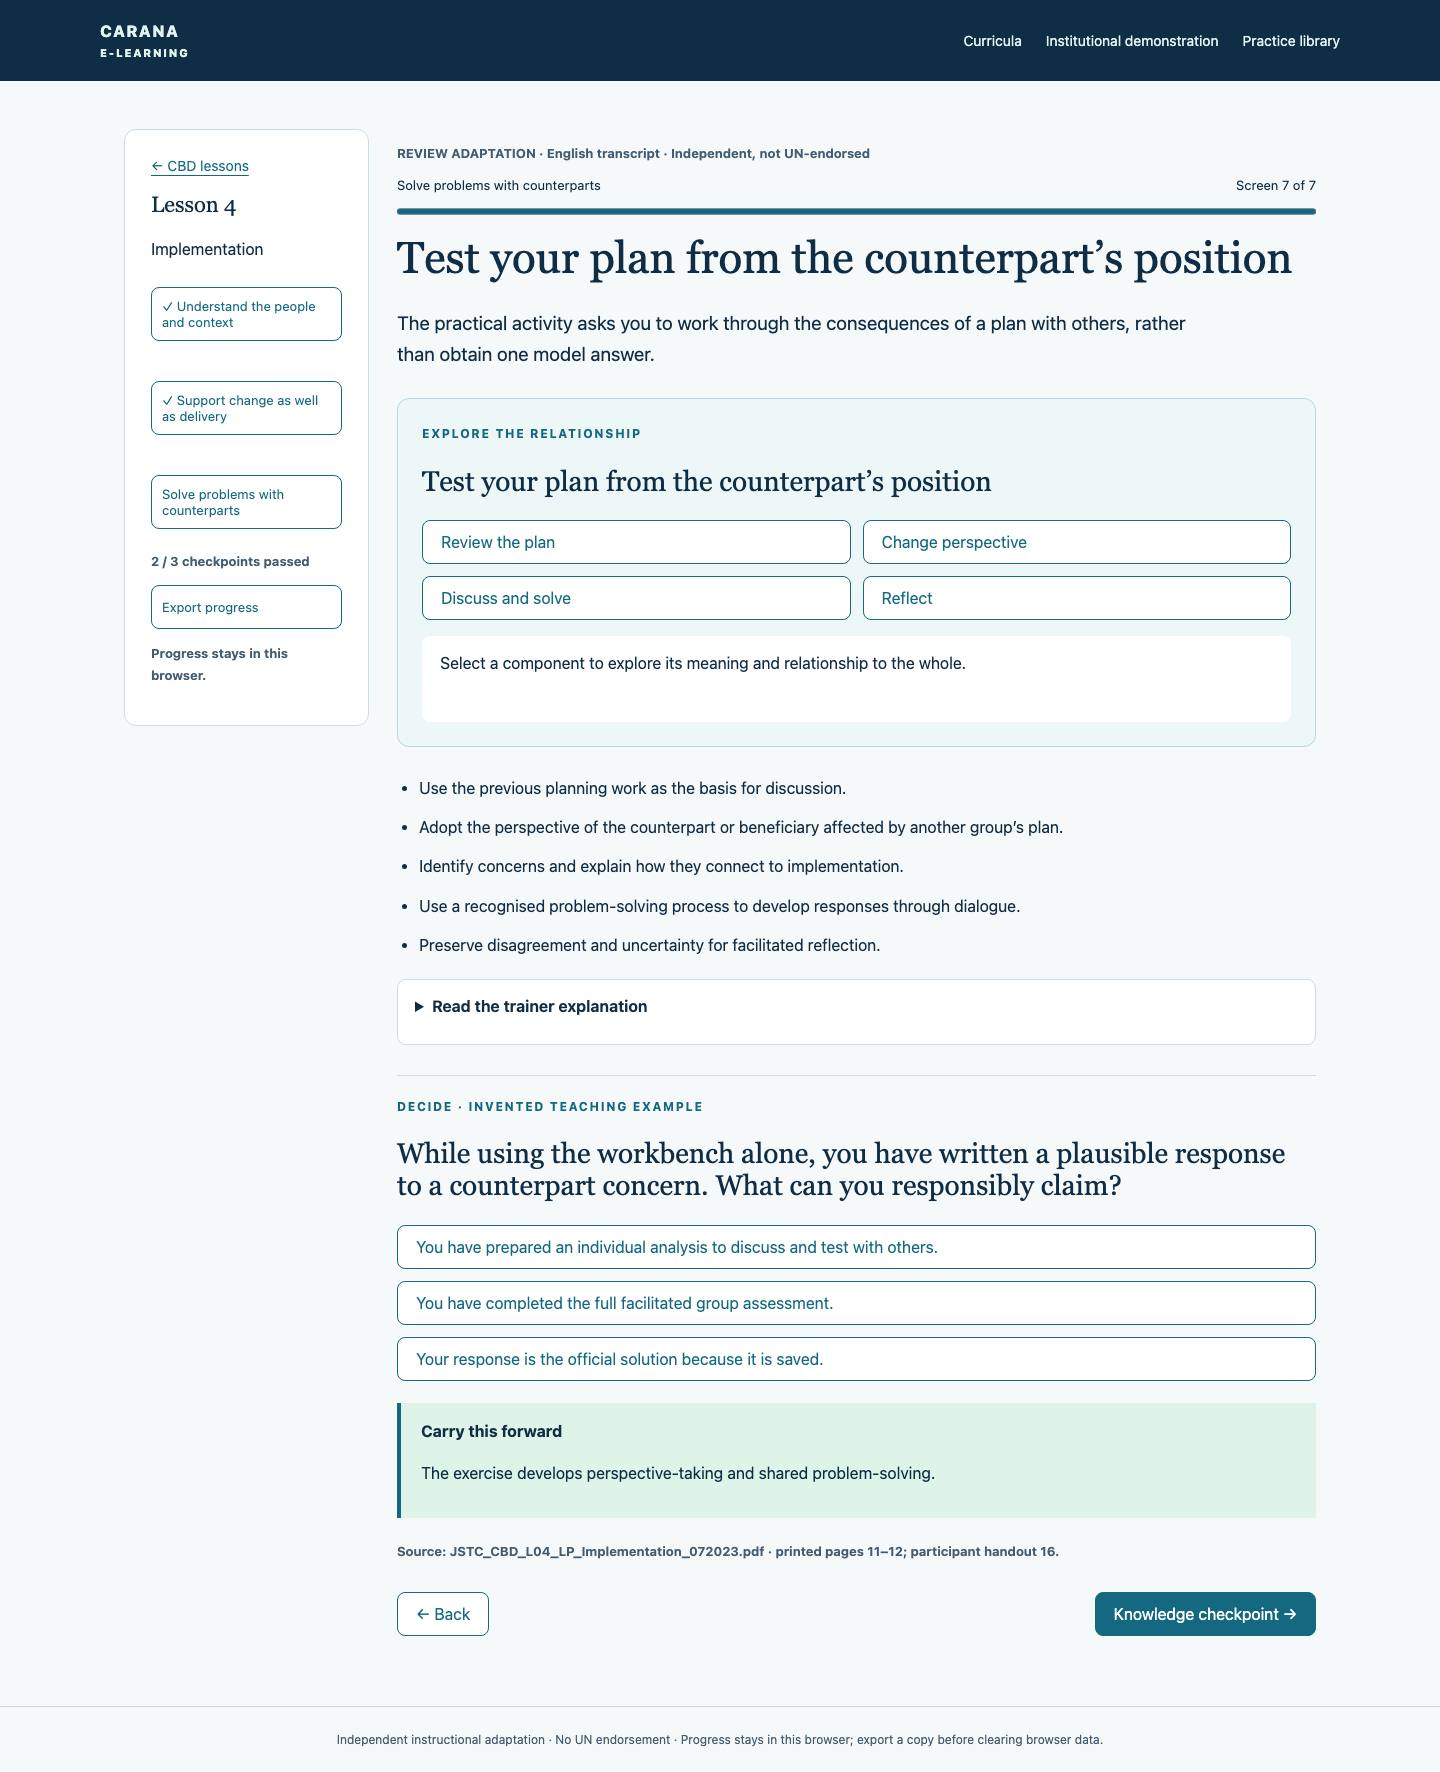 CARANA
E-LEARNING
Curricula
Institutional demonstration
Practice library
← CBD lessons
Lesson 4
Implementation
✓ Understand the people
and context
✓ Support change as well
as delivery
Solve problems with
counterparts
2 / 3 checkpoints passed
Export progress
Progress stays in this
browser.
REVIEW ADAPTATION · English transcript · Independent, not UN-endorsed
Solve problems with counterparts
Screen 7 of 7
Test your plan from the counterpart’s position
The practical activity asks you to work through the consequences of a plan with others, rather
than obtain one model answer.
EXPLORE THE RELATIONSHIP
Test your plan from the counterpart’s position
Review the plan
Change perspective
Discuss and solve
Reflect
Select a component to explore its meaning and relationship to the whole.
• Use the previous planning work as the basis for discussion.
• Adopt the perspective of the counterpart or beneficiary affected by another group’s plan.
• Identify concerns and explain how they connect to implementation.
• Use a recognised problem-solving process to develop responses through dialogue.
• Preserve disagreement and uncertainty for facilitated reflection.
▶ Read the trainer explanation
DECIDE · INVENTED TEACHING EXAMPLE
While using the workbench alone, you have written a plausible response
to a counterpart concern. What can you responsibly claim?
You have prepared an individual analysis to discuss and test with others.
You have completed the full facilitated group assessment.
Your response is the official solution because it is saved.
Carry this forward
The exercise develops perspective-taking and shared problem-solving.
Source: JSTC_CBD_L04_LP_Implementation_072023.pdf · printed pages 11–12; participant handout 16.
← Back
Knowledge checkpoint →
Independent instructional adaptation · No UN endorsement · Progress stays in this browser; export a copy before clearing browser data.